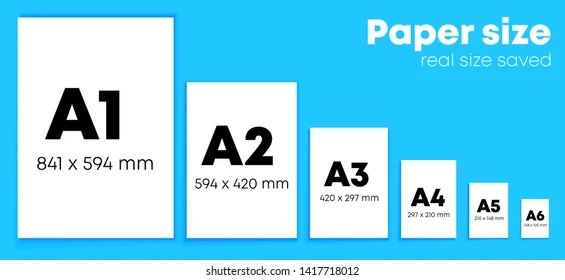 Paper size
real size saved
A1
841 x 594 mm
A2
594 x 420 mm
A3
420 x 297 mm
A4
297 x 210 mm
A5
210 x 148 mm
A6
148 x 105 mm
shutterstock.com · 1417718012